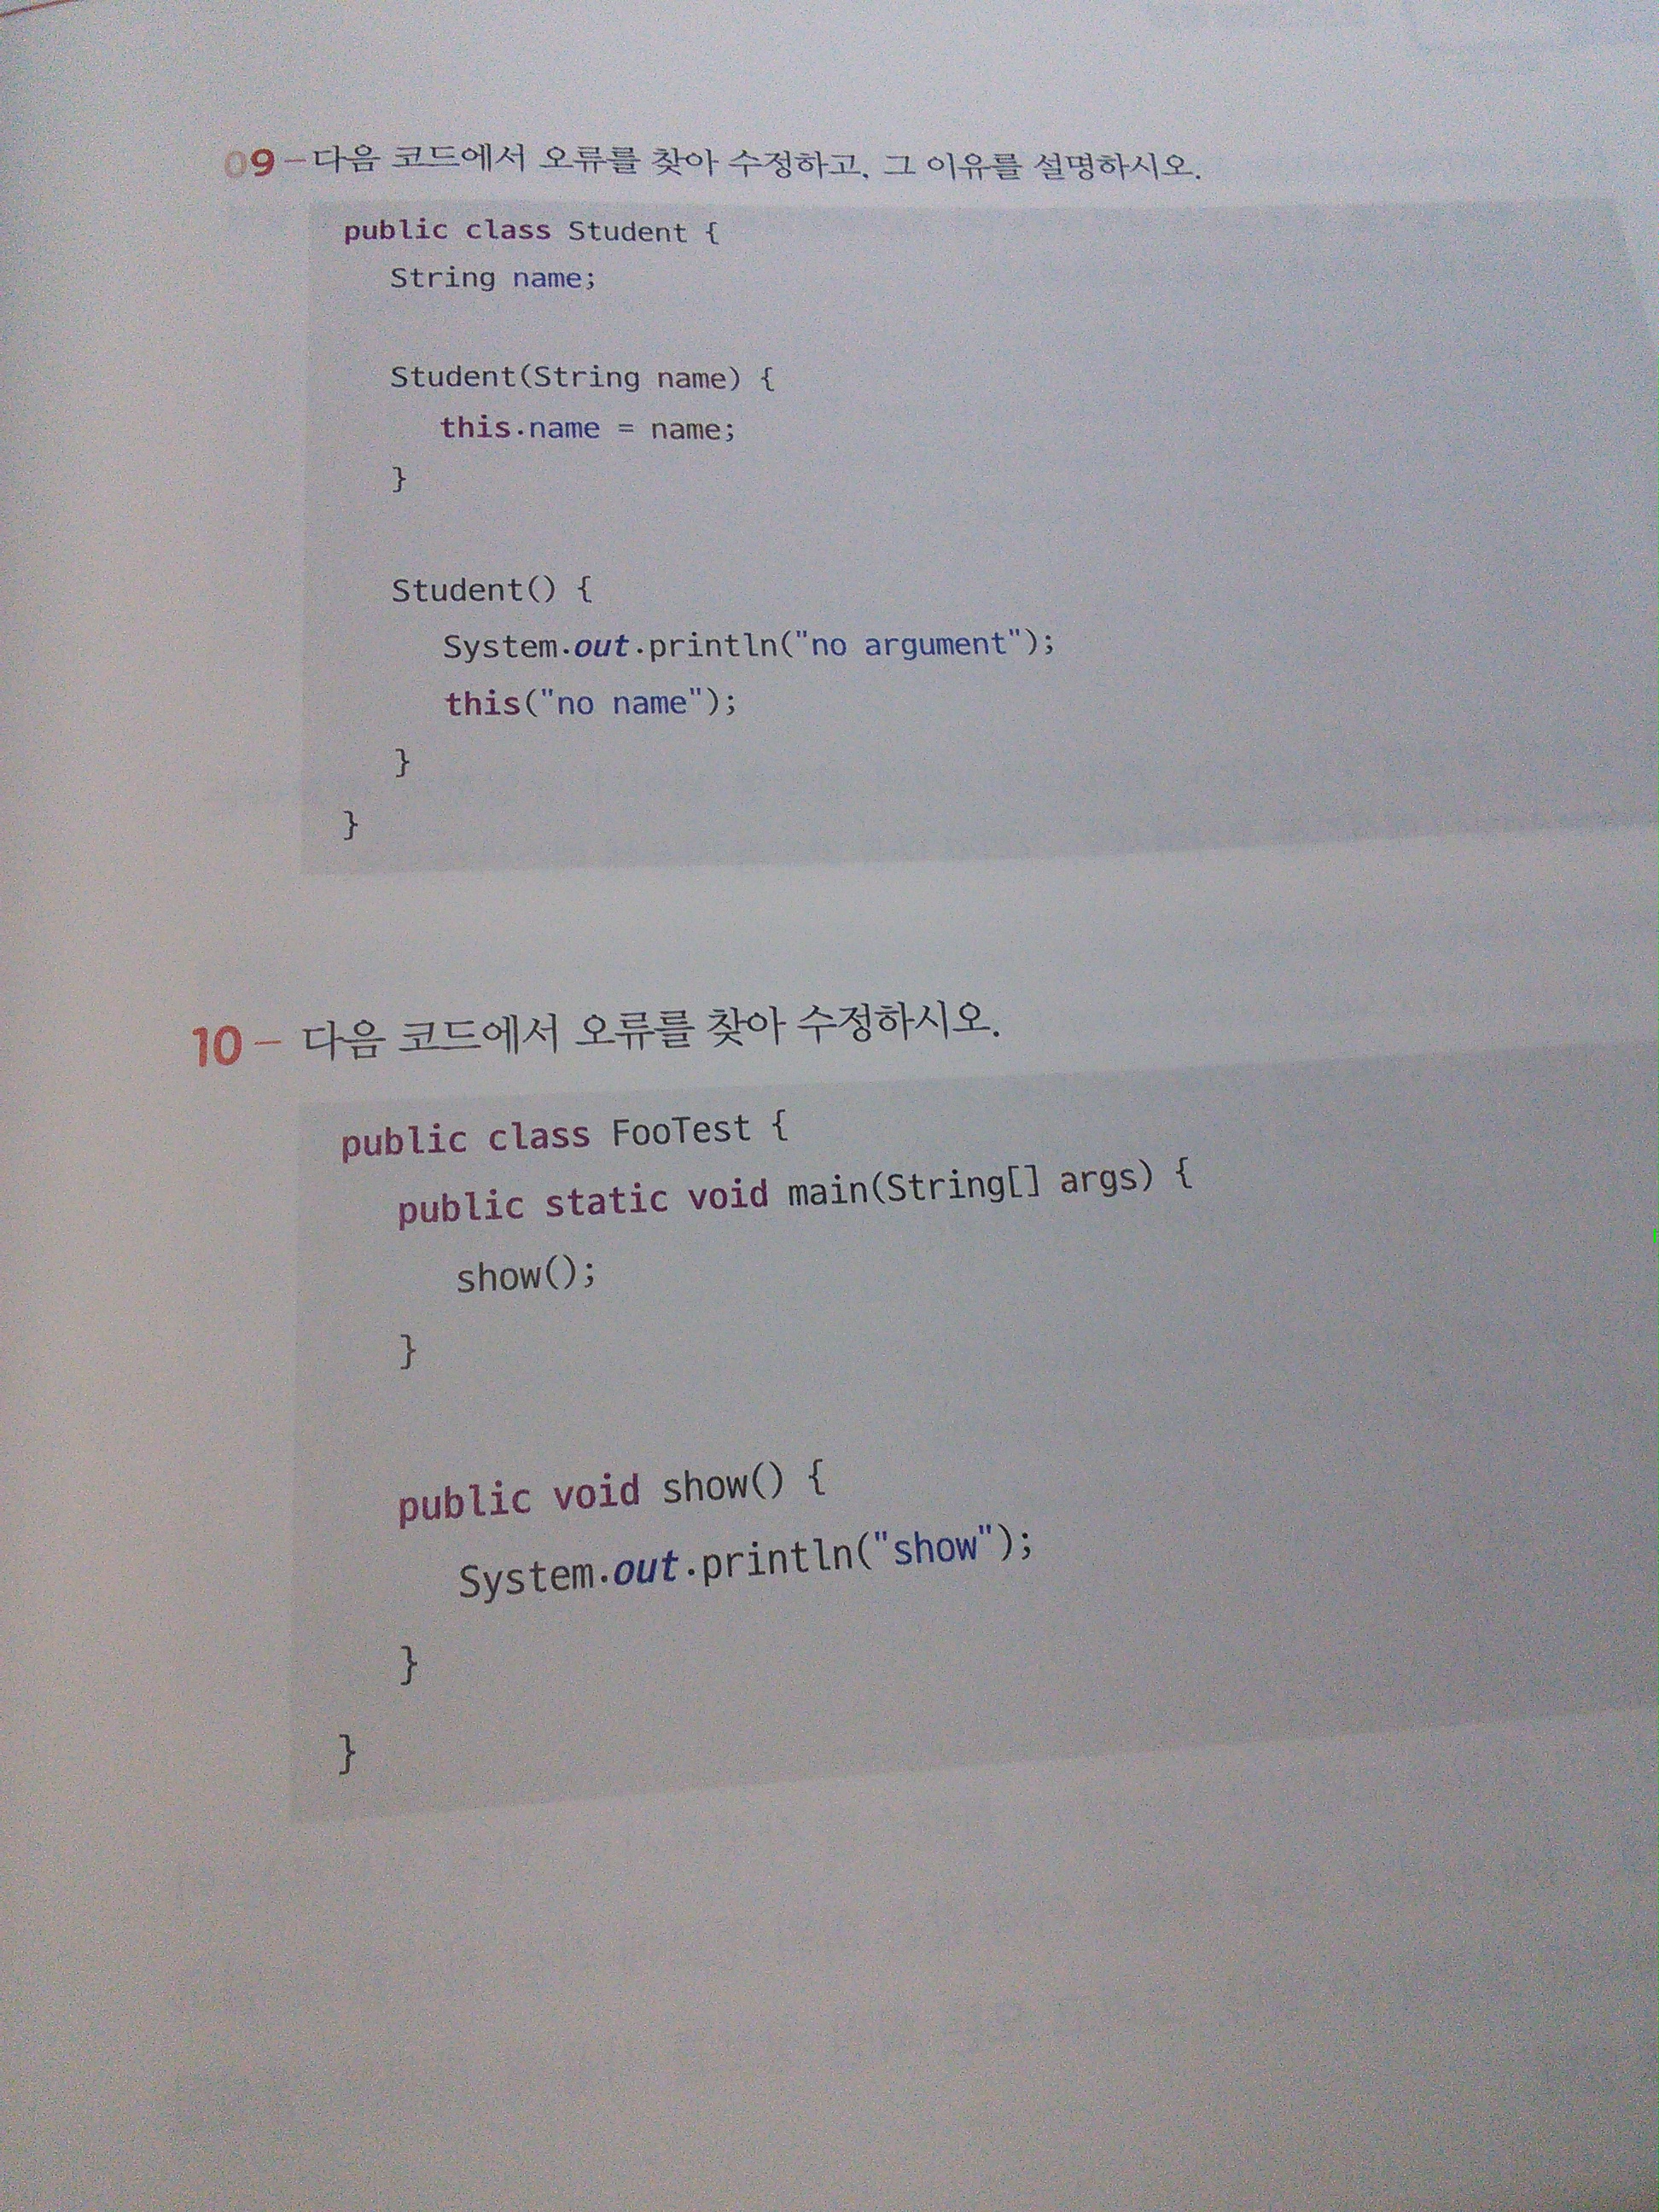 09 – 다음 코드에서 오류를 찾아 수정하고, 그 이유를 설명하시오.
public class Student {
String name;
Student(String name) {
this.name = name;
}
Student() {
System.out.println("no argument");
this("no name");
}
}
10 – 다음 코드에서 오류를 찾아 수정하시오.
public class FooTest {
public static void main(String[] args) {
show();
}
public void show() {
System.out.println("show");
}
}